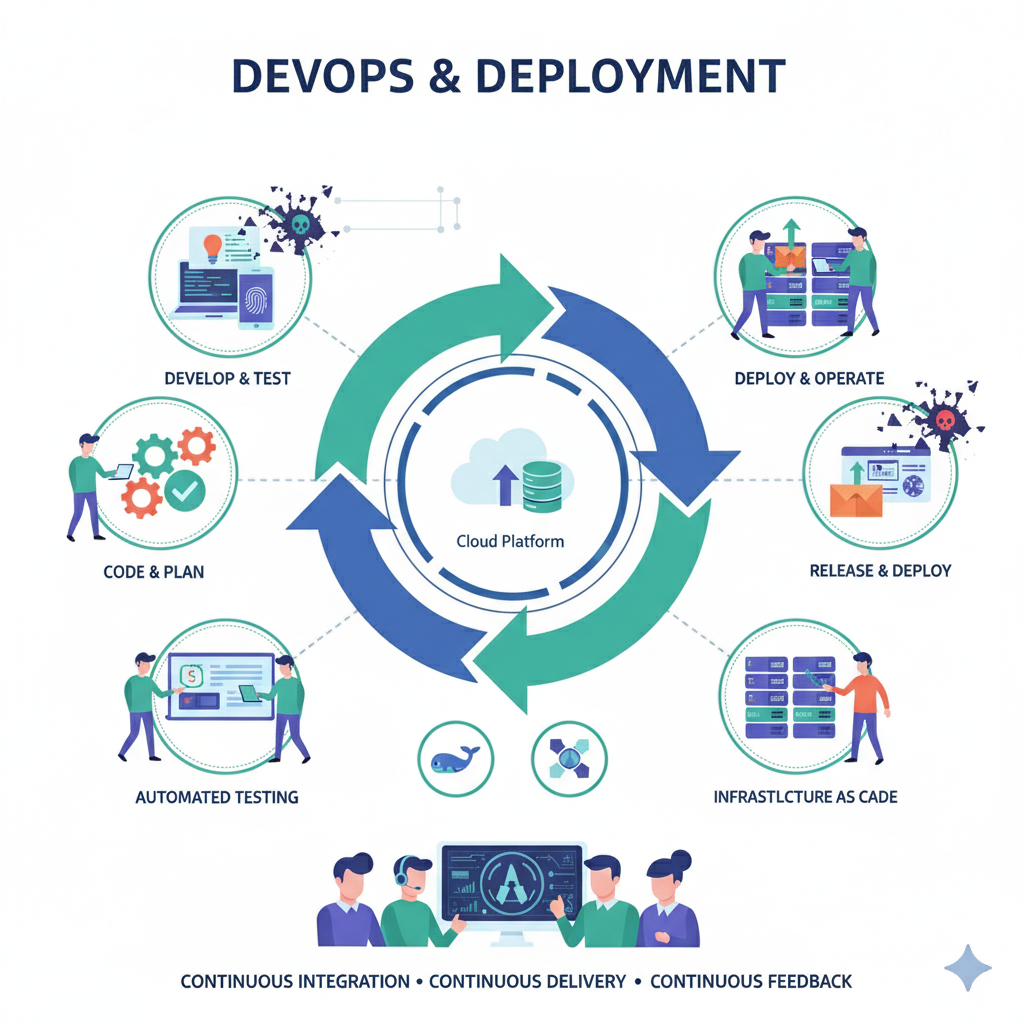 DEVOPS & DEPLOYMENT
DEVELOP & TEST
DEPLOY & OPERATE
CODE & PLAN
Cloud Platform
RELEASE & DEPLOY
AUTOMATED TESTING
INFRASTLCTURE AS CADE
CONTINUOUS INTEGRATION • CONTINUOUS DELIVERY • CONTINUOUS FEEDBACK